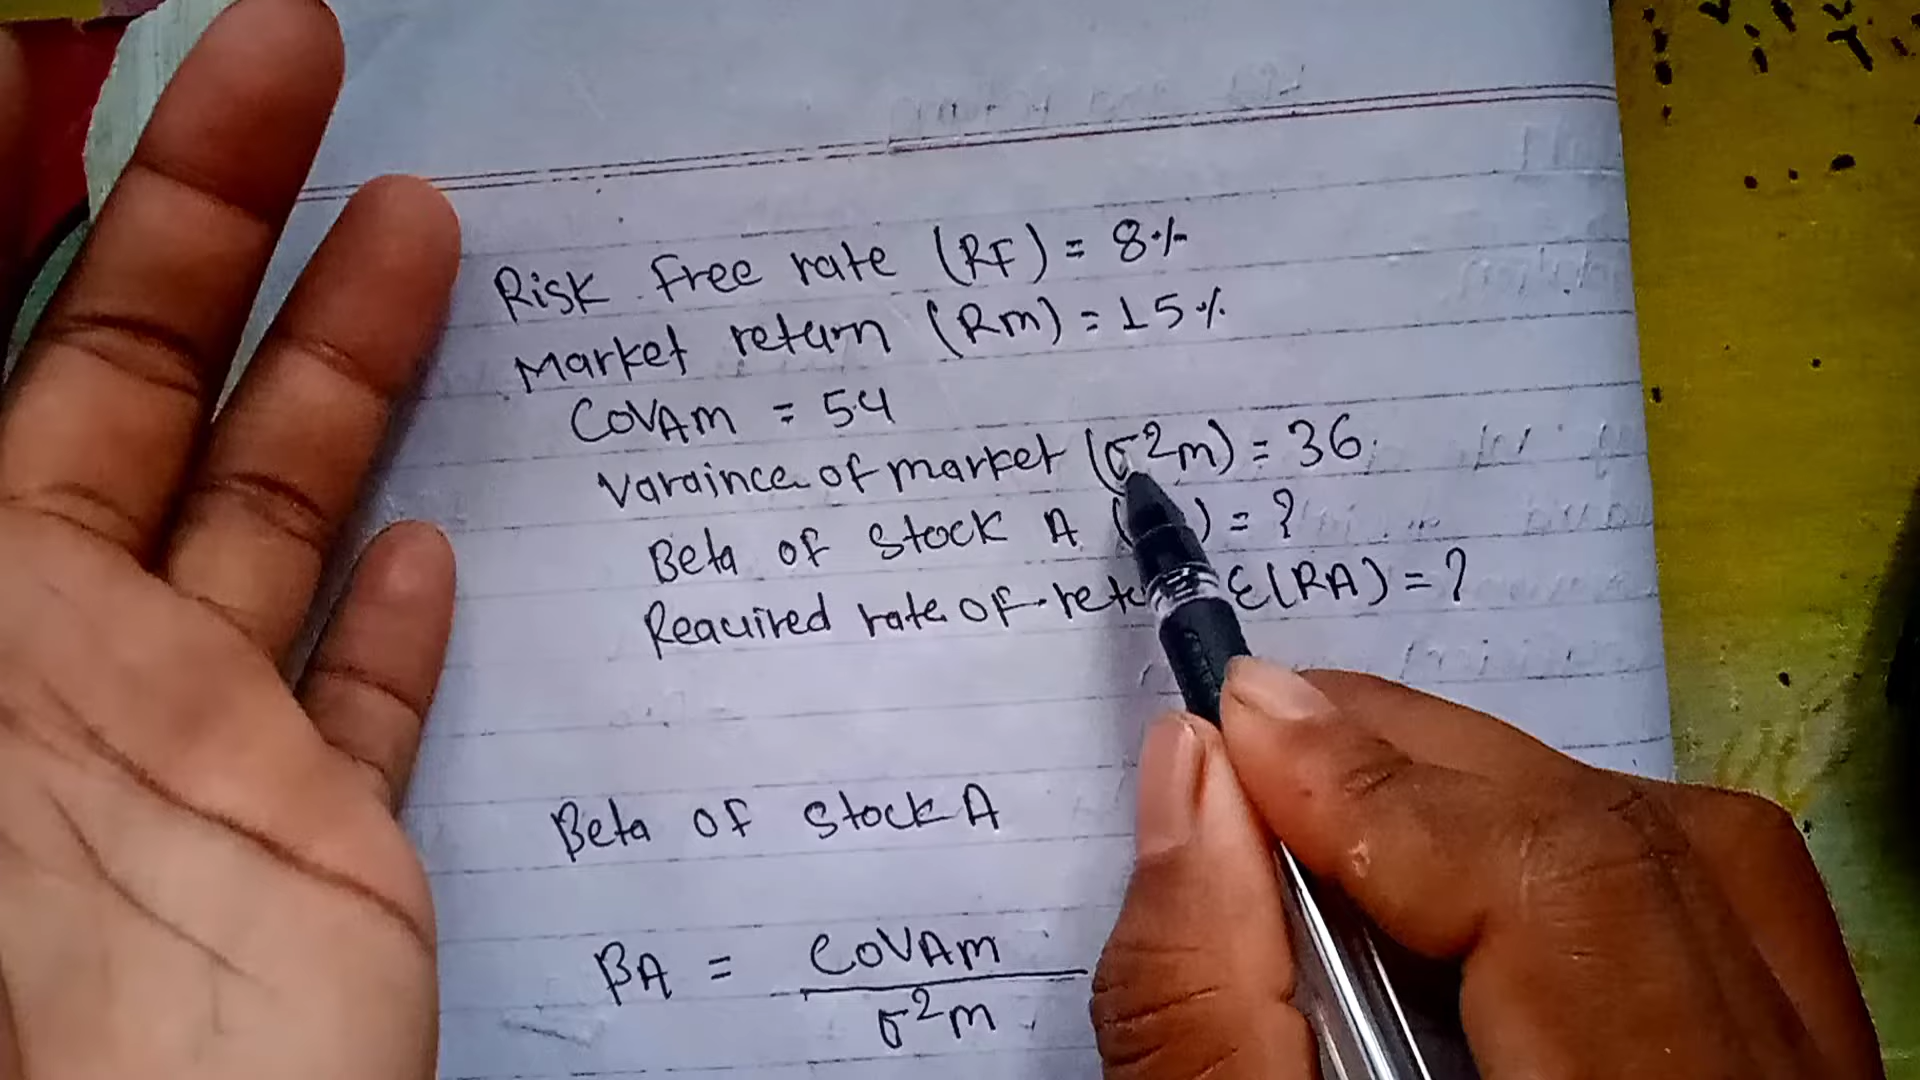 Risk free rate (RF) = 8%
Market return (Rm) = 15%
COVAm = 54
Varaince of market (σ²m) = 36
Beta of stock A ( ) = ?
Reauired rate of E(RA) = ?
Beta of stock A
βA = COVAm
σ²m